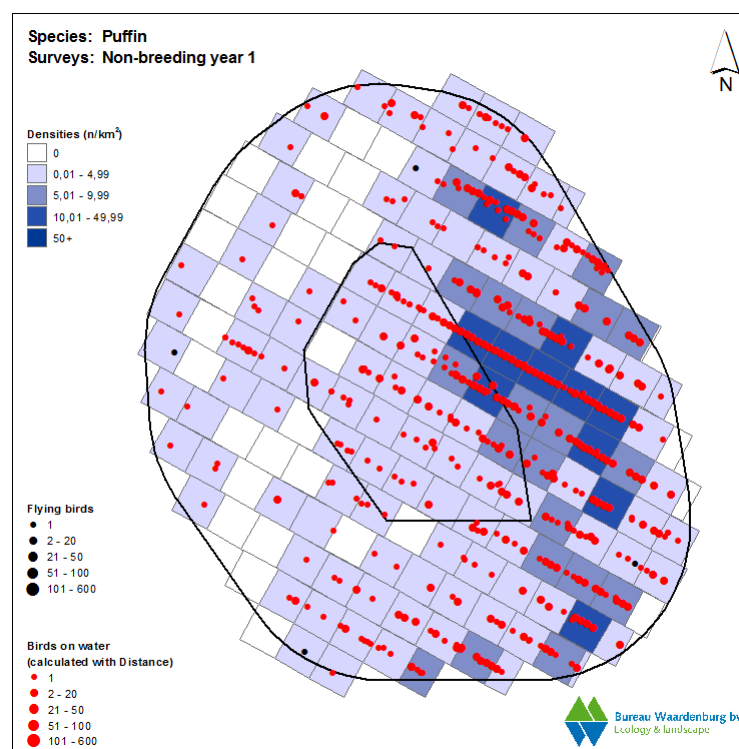 Species: Puffin
Surveys: Non-breeding year 1
N
Densities (n/km²)
0
0,01 - 4,99
5,01 - 9,99
10,01 - 49,99
50+
Flying birds
1
2 - 20
21 - 50
51 - 100
101 - 600
Birds on water
(calculated with Distance)
1
2 - 20
21 - 50
51 - 100
101 - 600
Bureau Waardenburg bv
Ecology & landscape